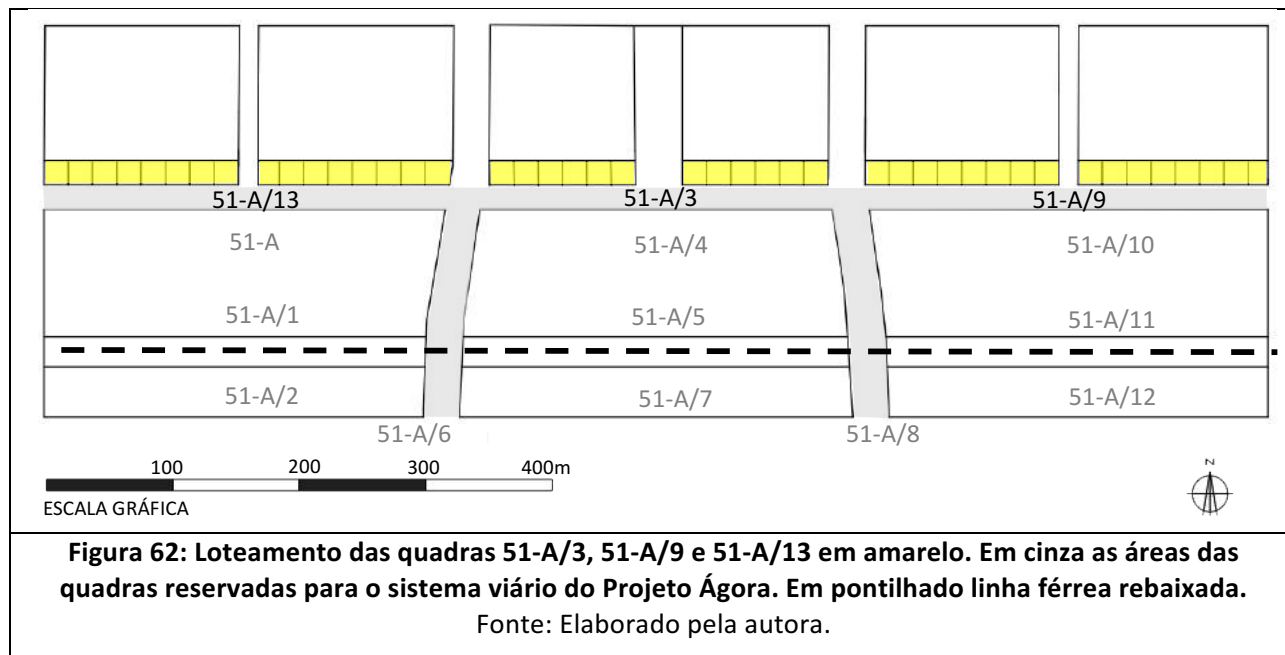 51-A/13 51-A/3 51-A/9
51-A 51-A/4 51-A/10
51-A/1 51-A/5 51-A/11
51-A/2 51-A/7 51-A/12
51-A/6 51-A/8
100 200 300 400m
N
ESCALA GRÁFICA
Figura 62: Loteamento das quadras 51-A/3, 51-A/9 e 51-A/13 em amarelo. Em cinza as áreas das
quadras reservadas para o sistema viário do Projeto Ágora. Em pontilhado linha férrea rebaixada.
Fonte: Elaborado pela autora.